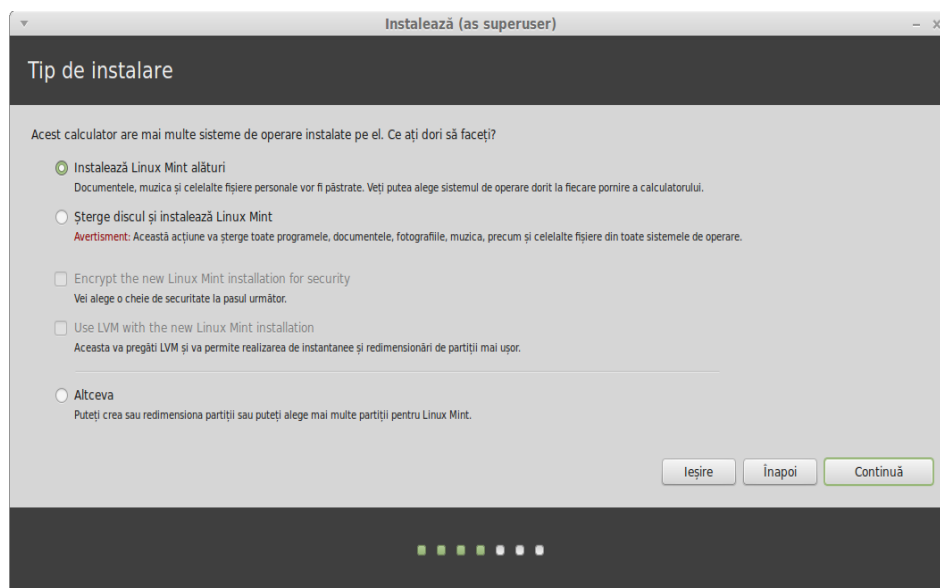 Instalează (as superuser)
Tip de instalare
Acest calculator are mai multe sisteme de operare instalate pe el. Ce ați dori să faceți?
Instalează Linux Mint alături
Documentele, muzica și celelalte fișiere personale vor fi păstrate. Veți putea alege sistemul de operare dorit la fiecare pornire a calculatorului.
Șterge discul și instalează Linux Mint
Avertisment: Această acțiune va șterge toate programele, documentele, fotografiile, muzica, precum și celelalte fișiere din toate sistemele de operare.
Encrypt the new Linux Mint installation for security
Vei alege o cheie de securitate la pasul următor.
Use LVM with the new Linux Mint installation
Aceasta va pregăti LVM și va permite realizarea de instantanee și redimensionări de partiții mai ușor.
Altceva
Puteți crea sau redimensiona partiții sau puteți alege mai multe partiții pentru Linux Mint.
Ieșire Înapoi Continuă